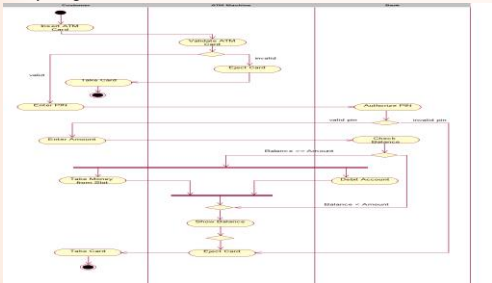 Customer
ATM Machine
Bank
Insert ATM
Card
Validate ATM
Card
invalid
Eject Card
Take Card
valid
Enter PIN
Authorize PIN
valid pin
invalid pin
Enter Amount
Check
Balance
Balance >= Amount
Take Money
from Slot
Debit Account
Balance < Amount
Show Balance
Take Card
Eject Card